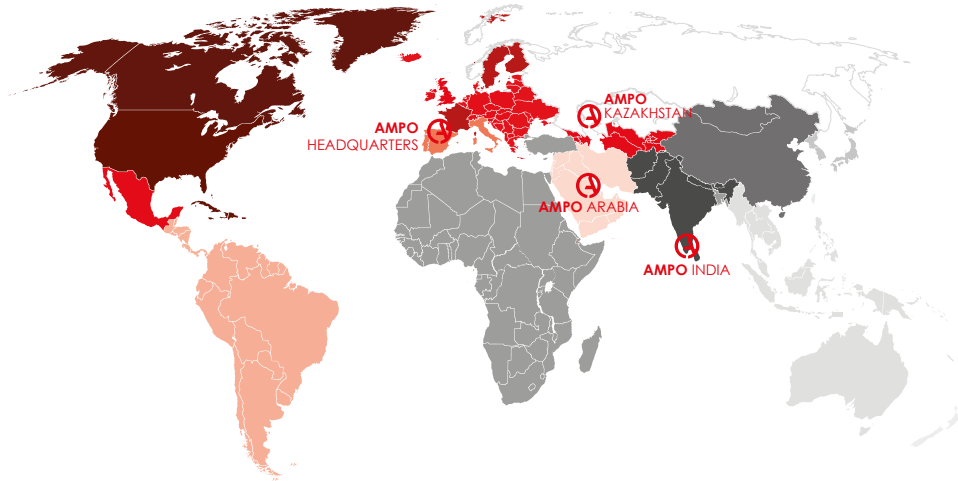 AMPO
KAZAKHSTAN
AMPO
HEADQUARTERS
AMPO ARABIA
AMPO INDIA